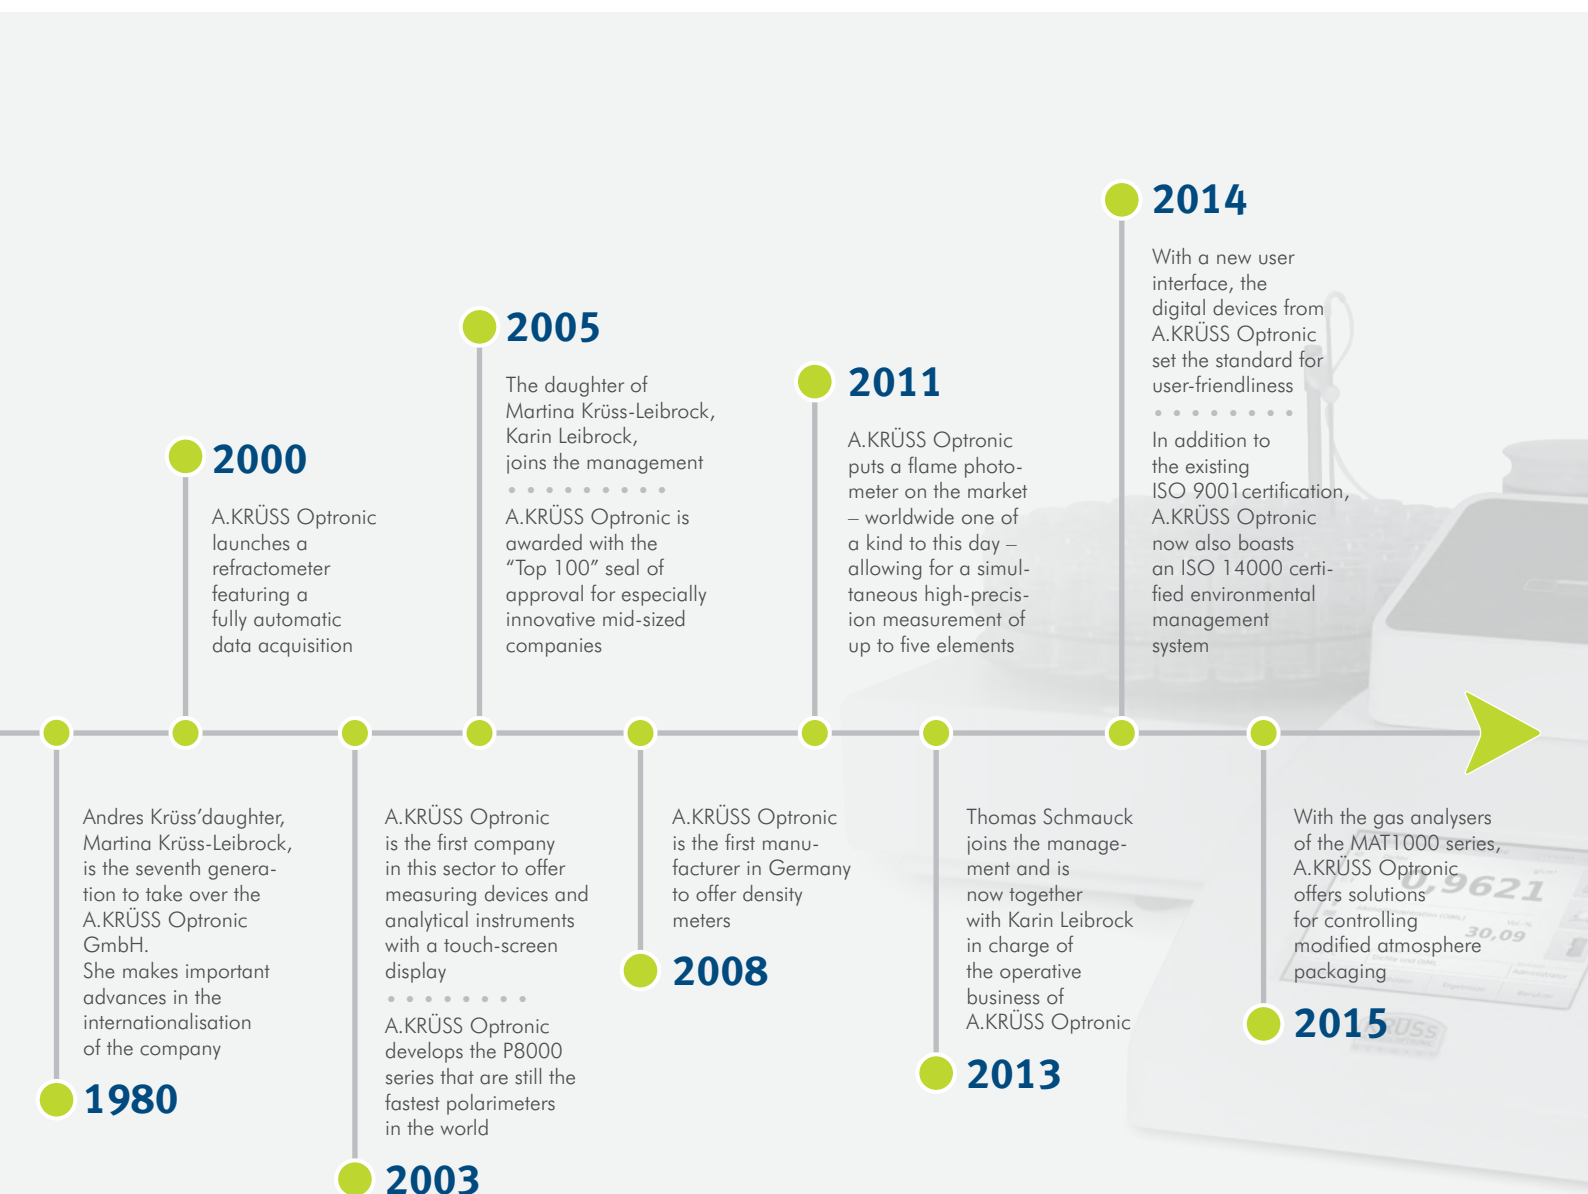 2014
With a new user
interface, the
digital devices from
A.KRÜSS Optronic
set the standard for
user-friendliness
In addition to
the existing
ISO 9001certification,
A.KRÜSS Optronic
now also boasts
an ISO 14000 certi-
fied environmental
management
system
2005
The daughter of
Martina Krüss-Leibrock,
Karin Leibrock,
joins the management
A.KRÜSS Optronic is
awarded with the
“Top 100” seal of
approval for especially
innovative mid-sized
companies
2011
A.KRÜSS Optronic
puts a flame photo-
meter on the market
– worldwide one of
a kind to this day –
allowing for a simul-
taneous high-precis-
ion measurement of
up to five elements
2000
A.KRÜSS Optronic
launches a
refractometer
featuring a
fully automatic
data acquisition
Andres Krüss’daughter,
Martina Krüss-Leibrock,
is the seventh genera-
tion to take over the
A.KRÜSS Optronic
GmbH.
She makes important
advances in the
internationalisation
of the company
1980
A.KRÜSS Optronic
is the first company
in this sector to offer
measuring devices and
analytical instruments
with a touch-screen
display
A.KRÜSS Optronic
develops the P8000
series that are still the
fastest polarimeters
in the world
2003
A.KRÜSS Optronic
is the first manu-
facturer in Germany
to offer density
meters
2008
Thomas Schmauck
joins the manage-
ment and is
now together
with Karin Leibrock
in charge of
the operative
business of
A.KRÜSS Optronic
2013
With the gas analysers
of the MAT1000 series,
A.KRÜSS Optronic
offers solutions
for controlling
modified atmosphere
packaging
2015
0,9621
30,09
KRÜSS